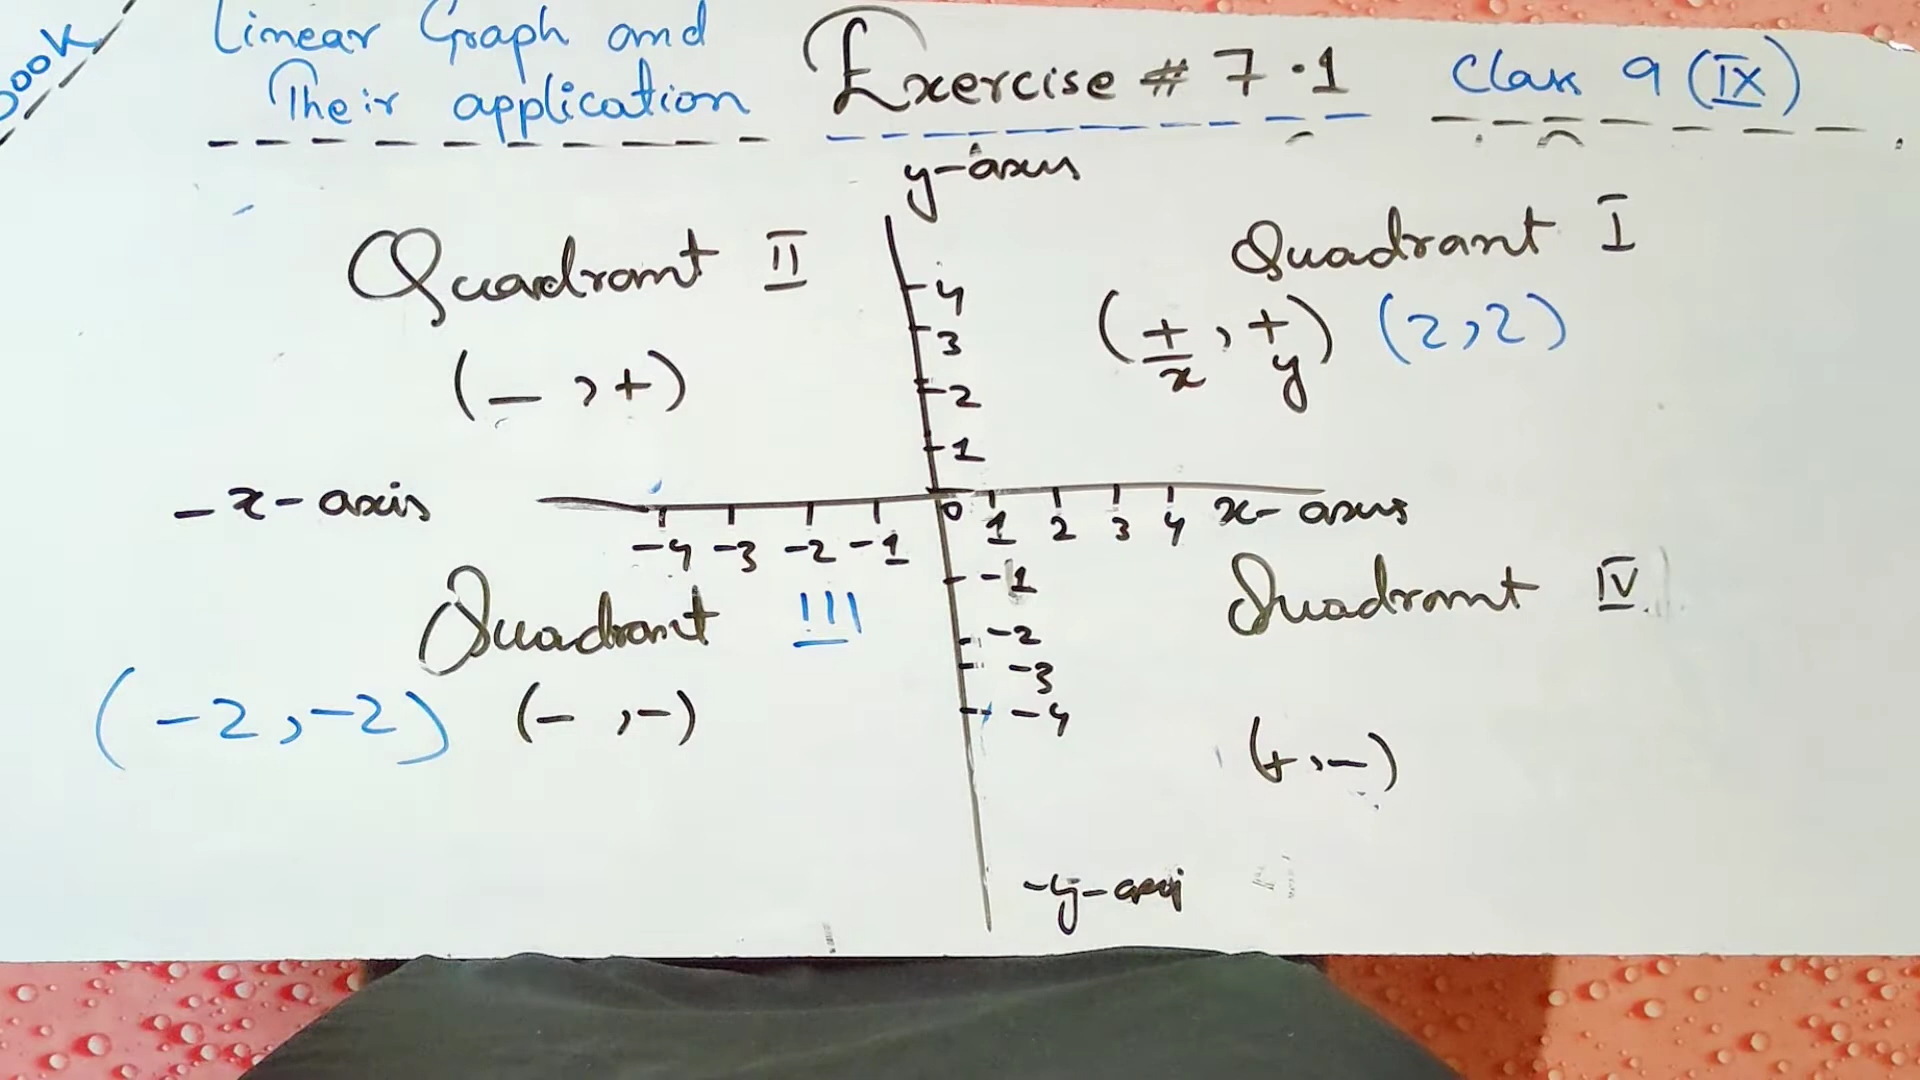 book
Linear Graph and
Their application
Exercise # 7.1
Class 9 (IX)
y-axis
Quadrant II
Quadrant I
(-,+)
(+,+) (2,2)
x y
4
3
2
1
-x-axis
0 1 2 3 4 x-axis
-4 -3 -2 -1
-1
-2
-3
-4
Quadrant III
Quadrant IV
(-2,-2) (-,-)
(+,-)
-y-axi